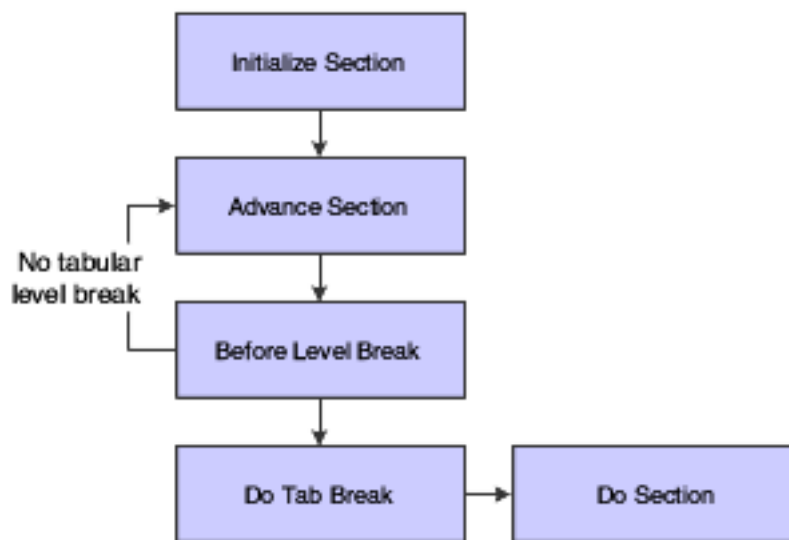 Initialize Section
Advance Section
No tabular
level break
Before Level Break
Do Tab Break
Do Section